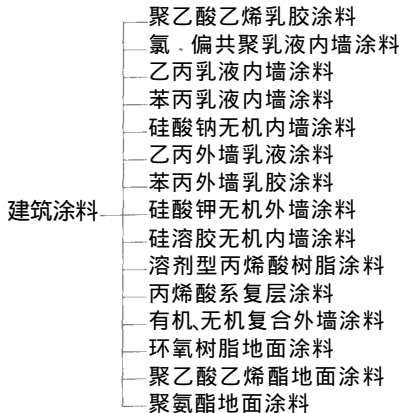 聚乙酸乙烯乳胶涂料
氯﹒偏共聚乳液内墙涂料
乙丙乳液内墙涂料
苯丙乳液内墙涂料
硅酸钠无机内墙涂料
乙丙外墙乳液涂料
苯丙外墙乳胶涂料
建筑涂料
硅酸钾无机外墙涂料
硅溶胶无机内墙涂料
溶剂型丙烯酸树脂涂料
丙烯酸系复层涂料
有机、无机复合外墙涂料
环氧树脂地面涂料
聚乙酸乙烯酯地面涂料
聚氨酯地面涂料